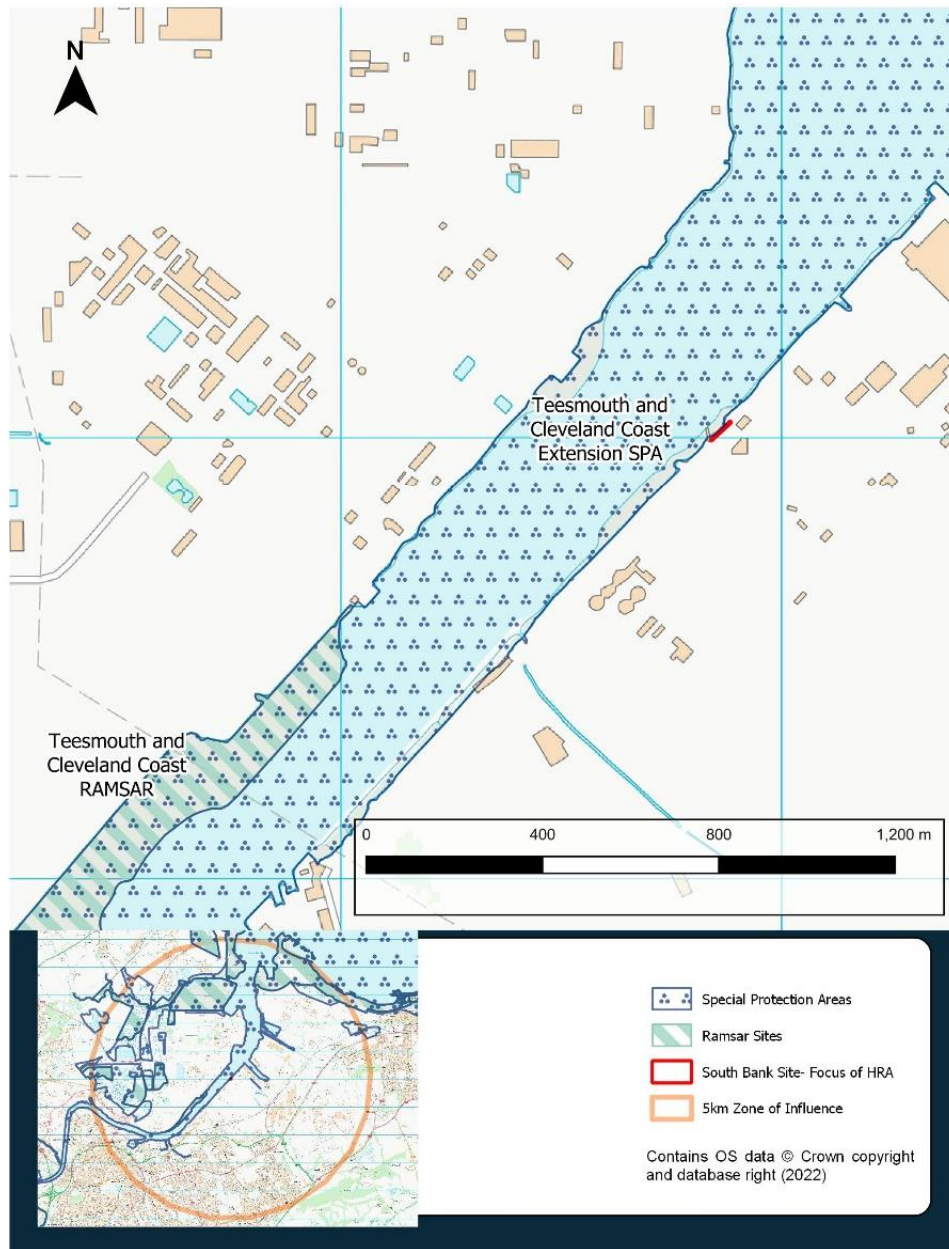 N
Teesmouth and
Cleveland Coast
Extension SPA
Teesmouth and
Cleveland Coast
RAMSAR
0 400 800 1,200 m
Special Protection Areas
Ramsar Sites
South Bank Site- Focus of HRA
5km Zone of Influence
Contains OS data © Crown copyright
and database right (2022)